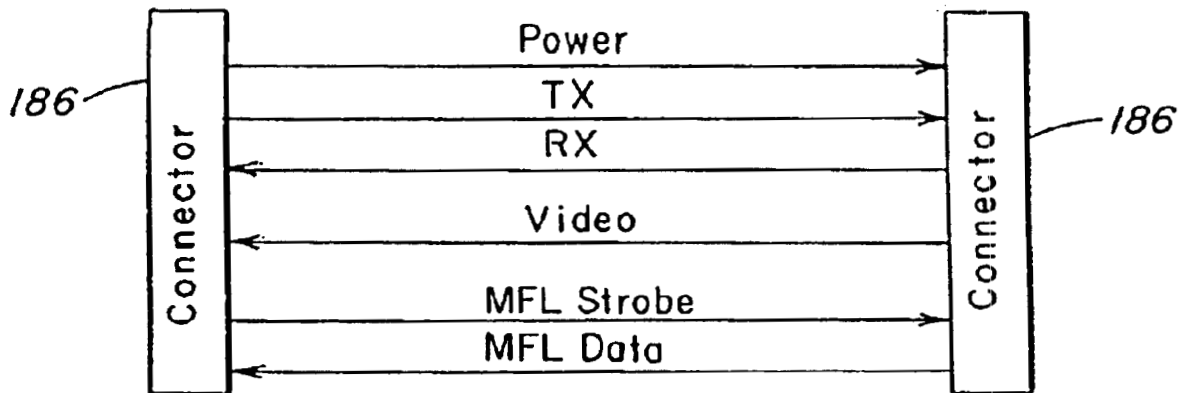 Power
186
TX
186
RX
Connector
Connector
Video
MFL Strobe
MFL Data